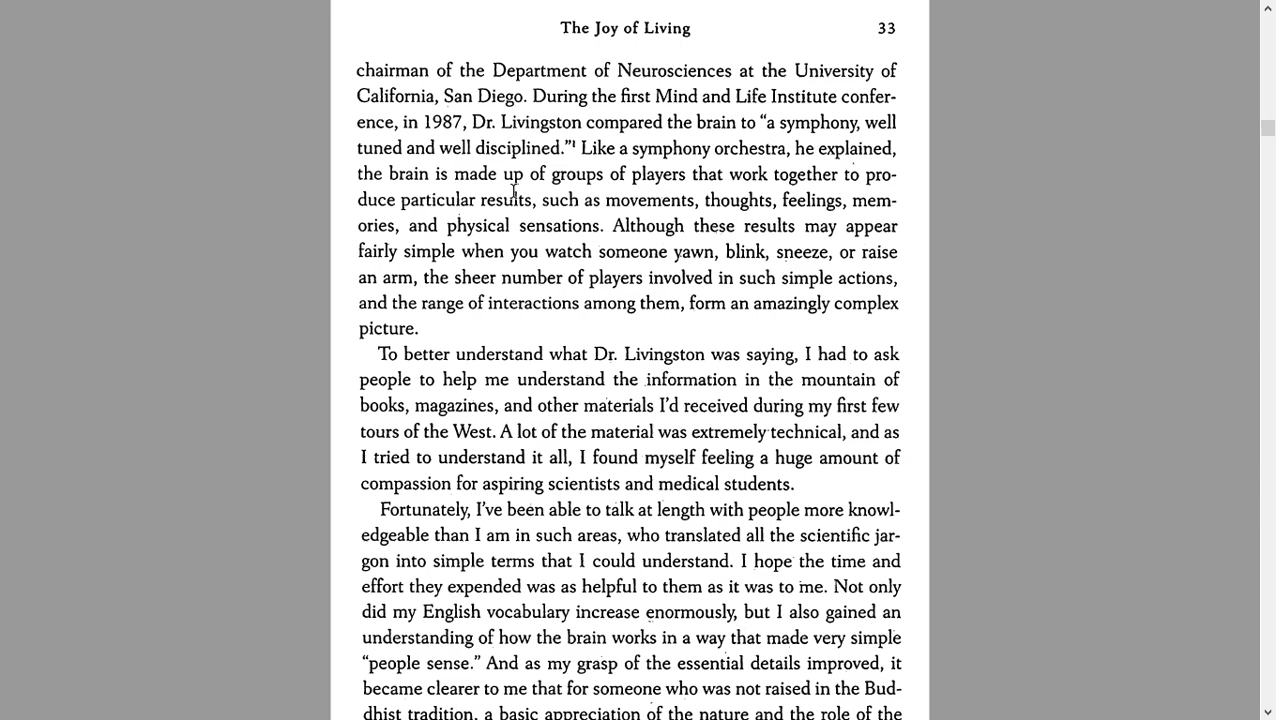 The Joy of Living 33
chairman of the Department of Neurosciences at the University of
California, San Diego. During the first Mind and Life Institute confer-
ence, in 1987, Dr. Livingston compared the brain to “a symphony, well
tuned and well disciplined.”¹ Like a symphony orchestra, he explained,
the brain is made up of groups of players that work together to pro-
duce particular results, such as movements, thoughts, feelings, mem-
ories, and physical sensations. Although these results may appear
fairly simple when you watch someone yawn, blink, sneeze, or raise
an arm, the sheer number of players involved in such simple actions,
and the range of interactions among them, form an amazingly complex
picture.
To better understand what Dr. Livingston was saying, I had to ask
people to help me understand the information in the mountain of
books, magazines, and other materials I’d received during my first few
tours of the West. A lot of the material was extremely technical, and as
I tried to understand it all, I found myself feeling a huge amount of
compassion for aspiring scientists and medical students.
Fortunately, I’ve been able to talk at length with people more knowl-
edgeable than I am in such areas, who translated all the scientific jar-
gon into simple terms that I could understand. I hope the time and
effort they expended was as helpful to them as it was to me. Not only
did my English vocabulary increase enormously, but I also gained an
understanding of how the brain works in a way that made very simple
“people sense.” And as my grasp of the essential details improved, it
became clearer to me that for someone who was not raised in the Bud-
dhist tradition, a basic appreciation of the nature and the role of the